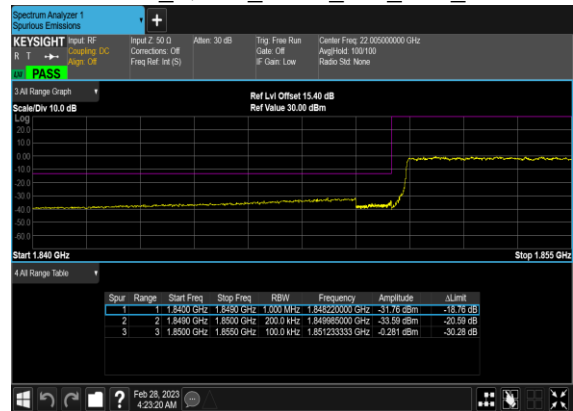 Spectrum Analyzer 1
Spurious Emissions
+
KEYSIGHT
R T
Input: RF
Coupling: DC
Align: Off
Input Z: 50 Ω
Corrections: Off
Freq Ref: Int (S)
Atten: 30 dB
Trig: Free Run
Gate: Off
IF Gain: Low
Center Freq: 22.005000000 GHz
Avg|Hold: 100/100
Radio Std: None
PASS
3 All Range Graph
Scale/Div 10.0 dB
Ref Lvl Offset 15.40 dB
Ref Value 30.00 dBm
Log
20.0
10.0
0.00
-10.0
-20.0
-30.0
-40.0
-50.0
-60.0
Start 1.840 GHz
Stop 1.855 GHz
4 All Range Table
Spur Range Start Freq Stop Freq RBW Frequency Amplitude ΔLimit
1 1 1.8400 GHz 1.8490 GHz 1.000 MHz 1.848220000 GHz -31.76 dBm -18.76 dB
2 2 1.8490 GHz 1.8500 GHz 200.0 kHz 1.849985000 GHz -33.59 dBm -20.59 dB
3 3 1.8500 GHz 1.8550 GHz 100.0 kHz 1.851233333 GHz -0.281 dBm -30.28 dB
?
Feb 28, 2023
4:23:20 AM